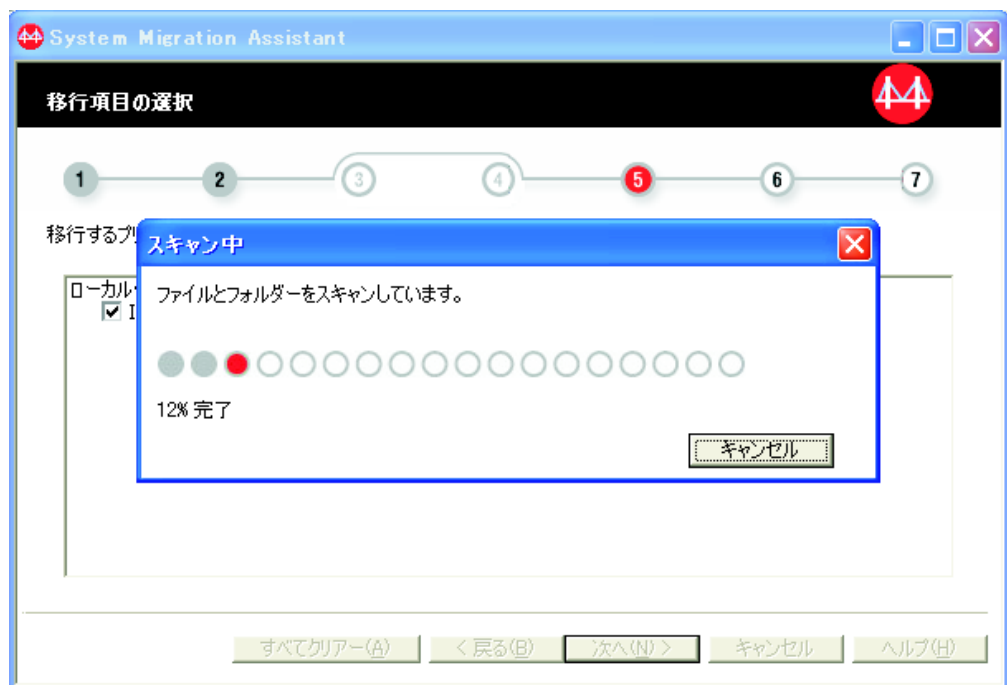 System Migration Assistant
移行項目の選択
1 2 3 4 5 6 7
移行するプリ
スキャン中
ローカル・
I
ファイルとフォルダーをスキャンしています。
12% 完了
キャンセル
すべてクリアー(A) < 戻る(B) 次へ(N) > キャンセル ヘルプ(H)